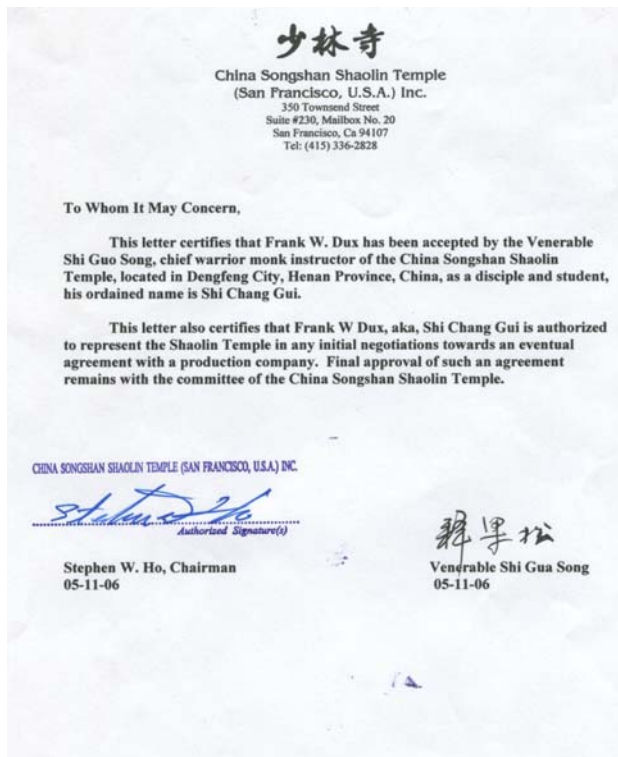 少林寺
China Songshan Shaolin Temple
(San Francisco, U.S.A.) Inc.
350 Townsend Street
Suite #230, Mailbox No. 20
San Francisco, Ca 94107
Tel: (415) 336-2828
To Whom It May Concern,
This letter certifies that Frank W. Dux has been accepted by the Venerable
Shi Guo Song, chief warrior monk instructor of the China Songshan Shaolin
Temple, located in Dengfeng City, Henan Province, China, as a disciple and student,
his ordained name is Shi Chang Gui.
This letter also certifies that Frank W Dux, aka, Shi Chang Gui is authorized
to represent the Shaolin Temple in any initial negotiations towards an eventual
agreement with a production company. Final approval of such an agreement
remains with the committee of the China Songshan Shaolin Temple.
CHINA SONGSHAN SHAOLIN TEMPLE (SAN FRANCISCO, U.S.A.) INC.
Stephen W Ho
Authorized Signature(s)
釋果松
Stephen W. Ho, Chairman
Venerable Shi Gua Song
05-11-06
05-11-06